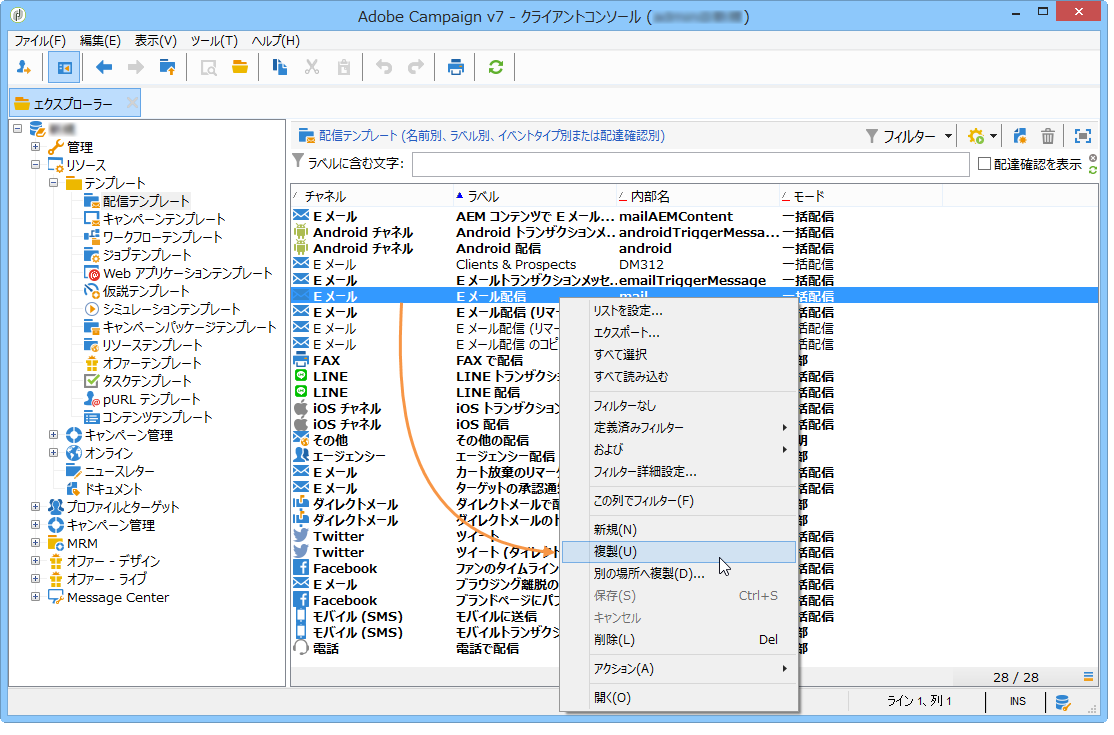 Adobe Campaign v7 - クライアントコンソール (
)
ファイル(F) 編集(E) 表示(V) ツール(T) ヘルプ(H)
エクスプローラー
管理
リソース
テンプレート
配信テンプレート
キャンペーンテンプレート
ワークフローテンプレート
ジョブテンプレート
Web アプリケーションテンプレート
仮説テンプレート
シミュレーションテンプレート
キャンペーンパッケージテンプレート
リソーステンプレート
オファーテンプレート
タスクテンプレート
pURL テンプレート
コンテンツテンプレート
キャンペーン管理
オンライン
ニュースレター
ドキュメント
プロファイルとターゲット
キャンペーン管理
MRM
オファー - デザイン
オファー - ライブ
Message Center
配信テンプレート (名前別、ラベル別、イベントタイプ別または配達確認別)
フィルター
ラベルに含む文字:
配達確認を表示
チャネル ラベル 内部名 モード
E メール AEM コンテンツで E メール... mailAEMContent 一括配信
Android チャネル Android トランザクションメ... androidTriggerMessa... 一括配信
Android チャネル Android 配信 android 一括配信
E メール Clients & Prospects DM312 一括配信
E メール E メールトランザクションメッセ... emailTriggerMessage 一括配信
E メール E メール配信 mail 一括配信
E メール E メール配信 (リマー 括配信
E メール E メール配信 (リマー 括配信
E メール E メール配信 のコピ 括配信
FAX FAX で配信 部
LINE LINE トランザクショ 括配信
LINE LINE 配信 括配信
iOS チャネル iOS トランザクション 括配信
iOS チャネル iOS 配信 括配信
その他 その他の配信
エージェンシー エージェンシー配信 部
E メール カート放棄のリマーケ 括配信
E メール ターゲットの承認通 括配信
ダイレクトメール ダイレクトメールで配 部
ダイレクトメール ダイレクトメールのト 部
Twitter ツイート 括配信
Twitter ツイート (ダイレクト 括配信
Facebook ファンのタイムライン 括配信
E メール ブラウジング離脱の 括配信
Facebook ブランドページにパブ 括配信
モバイル (SMS) モバイルに送信 括配信
モバイル (SMS) モバイルトランザクシ 部
電話 電話で配信 部
リストを設定...
エクスポート...
すべて選択
すべて読み込む
フィルターなし
定義済みフィルター
および
フィルター詳細設定...
この列でフィルター(F)
新規(N)
複製(U)
別の場所へ複製(D)...
保存(S) Ctrl+S
キャンセル
削除(L) Del
アクション(A)
開く(O)
28 / 28
ライン 1、列 1 INS